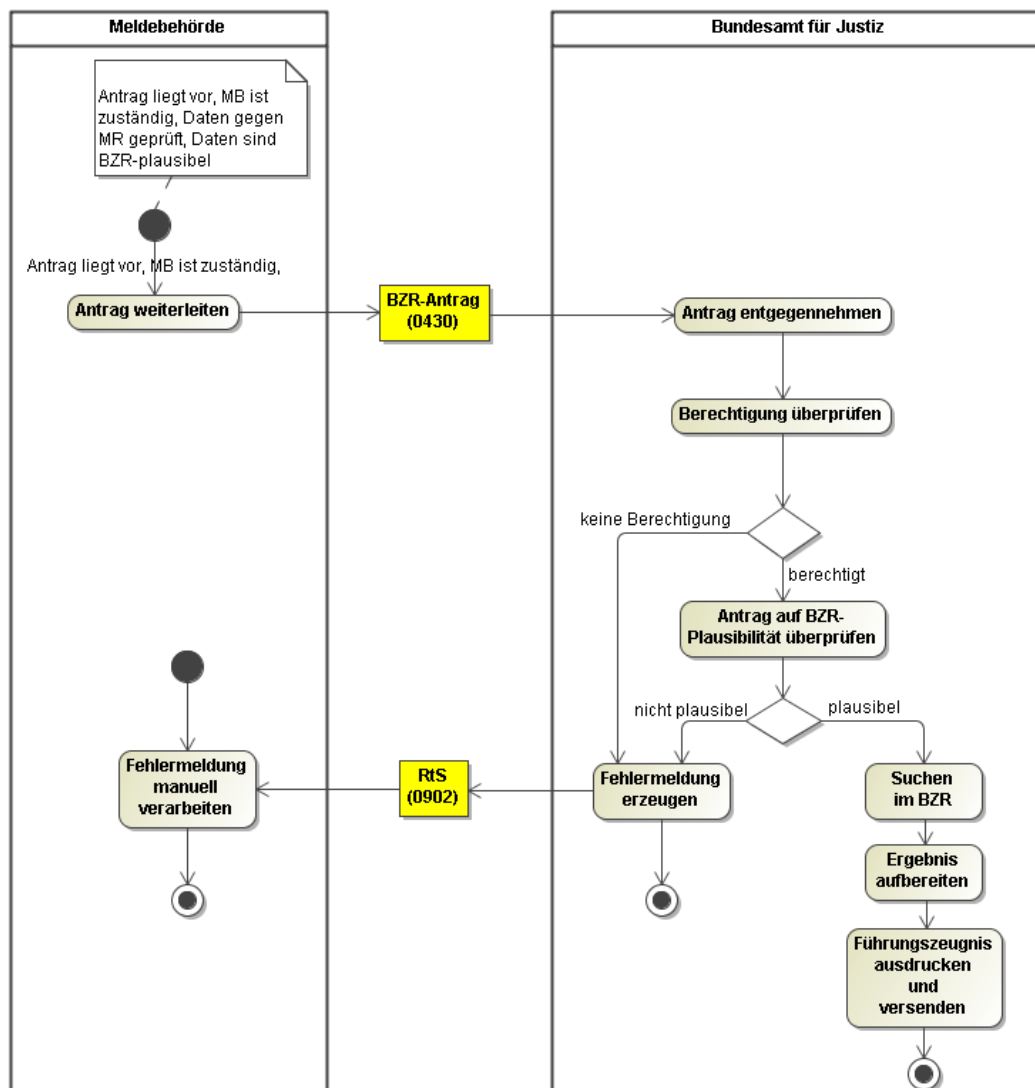 Meldebehörde
Bundesamt für Justiz
Antrag liegt vor, MB ist
zuständig, Daten gegen
MR geprüft, Daten sind
BZR-plausibel
Antrag liegt vor, MB ist zuständig,
Antrag weiterleiten
BZR-Antrag
(0430)
Antrag entgegennehmen
Berechtigung überprüfen
keine Berechtigung
berechtigt
Antrag auf BZR-
Plausibilität überprüfen
nicht plausibel
plausibel
Fehlermeldung
manuell
verarbeiten
RtS
(0902)
Fehlermeldung
erzeugen
Suchen
im BZR
Ergebnis
aufbereiten
Führungszeugnis
ausdrucken
und
versenden